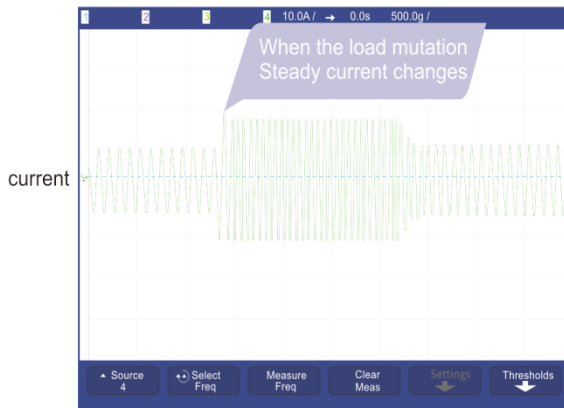 1 2 3 4 10.0A/ → 0.0s 500.0g/
When the load mutation
Steady current changes
current
Source
4
Select
Freq
Measure
Freq
Clear
Meas
Settings
Thresholds